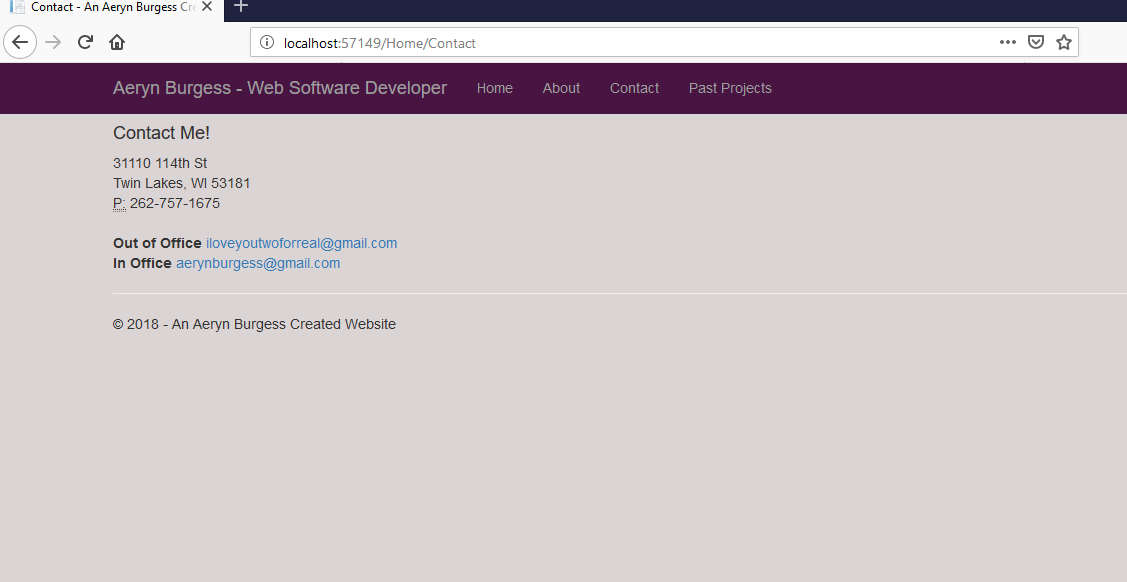 Contact - An Aeryn Burgess Cre
localhost:57149/Home/Contact
Aeryn Burgess - Web Software Developer Home About Contact Past Projects
Contact Me!
31110 114th St
Twin Lakes, WI 53181
P: 262-757-1675
Out of Office iloveyoutwoforreal@gmail.com
In Office aerynburgess@gmail.com
© 2018 - An Aeryn Burgess Created Website